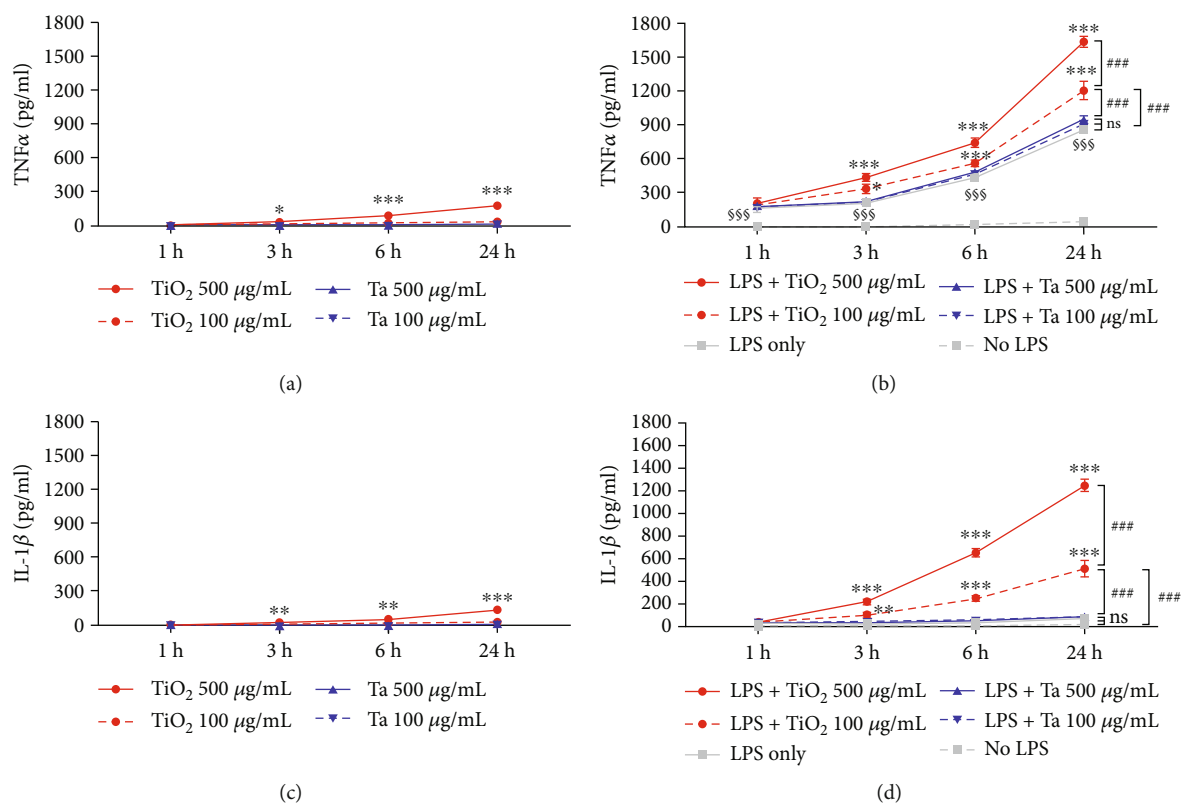 1800
1500
1200
900
600
300
0
TNFα (pg/ml)
*
***
***
1 h 3 h 6 h 24 h
TiO2 500 μg/mL Ta 500 μg/mL
TiO2 100 μg/mL Ta 100 μg/mL
(a)
1800
1500
1200
900
600
300
0
TNFα (pg/ml)
***
***
***
***
***
*
###
###
###
ns
§§§
§§§
§§§
§§§
1 h 3 h 6 h 24 h
LPS + TiO2 500 μg/mL LPS + Ta 500 μg/mL
LPS + TiO2 100 μg/mL LPS + Ta 100 μg/mL
LPS only No LPS
(b)
1800
1500
1200
900
600
300
0
IL-1β (pg/ml)
**
**
***
1 h 3 h 6 h 24 h
TiO2 500 μg/mL Ta 500 μg/mL
TiO2 100 μg/mL Ta 100 μg/mL
(c)
1800
1600
1400
1200
1000
800
600
400
200
0
IL-1β (pg/ml)
***
***
***
***
***
**
###
###
###
ns
1 h 3 h 6 h 24 h
LPS + TiO2 500 μg/mL LPS + Ta 500 μg/mL
LPS + TiO2 100 μg/mL LPS + Ta 100 μg/mL
LPS only No LPS
(d)